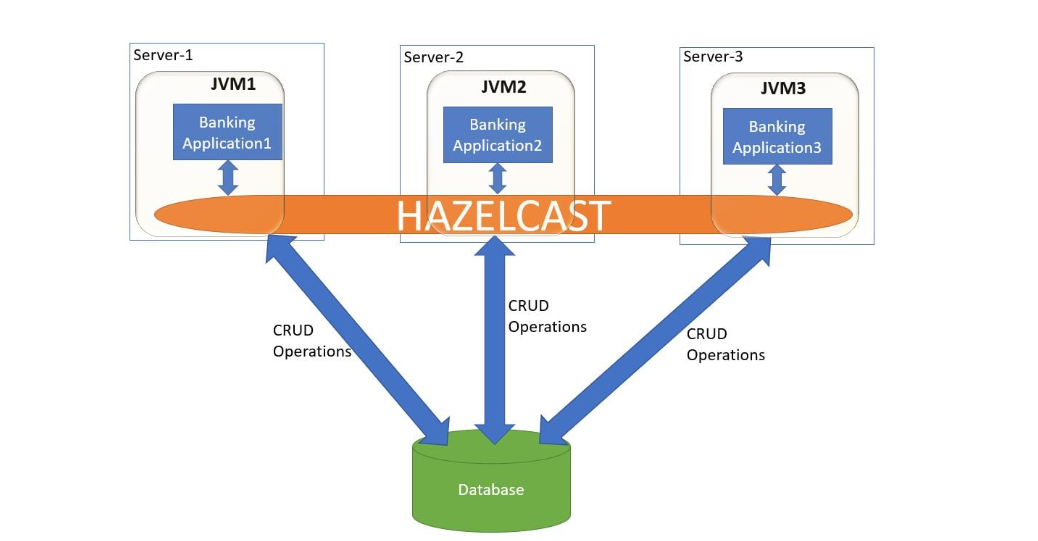 Server-1
JVM1
Banking
Application1
Server-2
JVM2
Banking
Application2
Server-3
JVM3
Banking
Application3
HAZELCAST
CRUD
Operations
CRUD
Operations
CRUD
Operations
Database